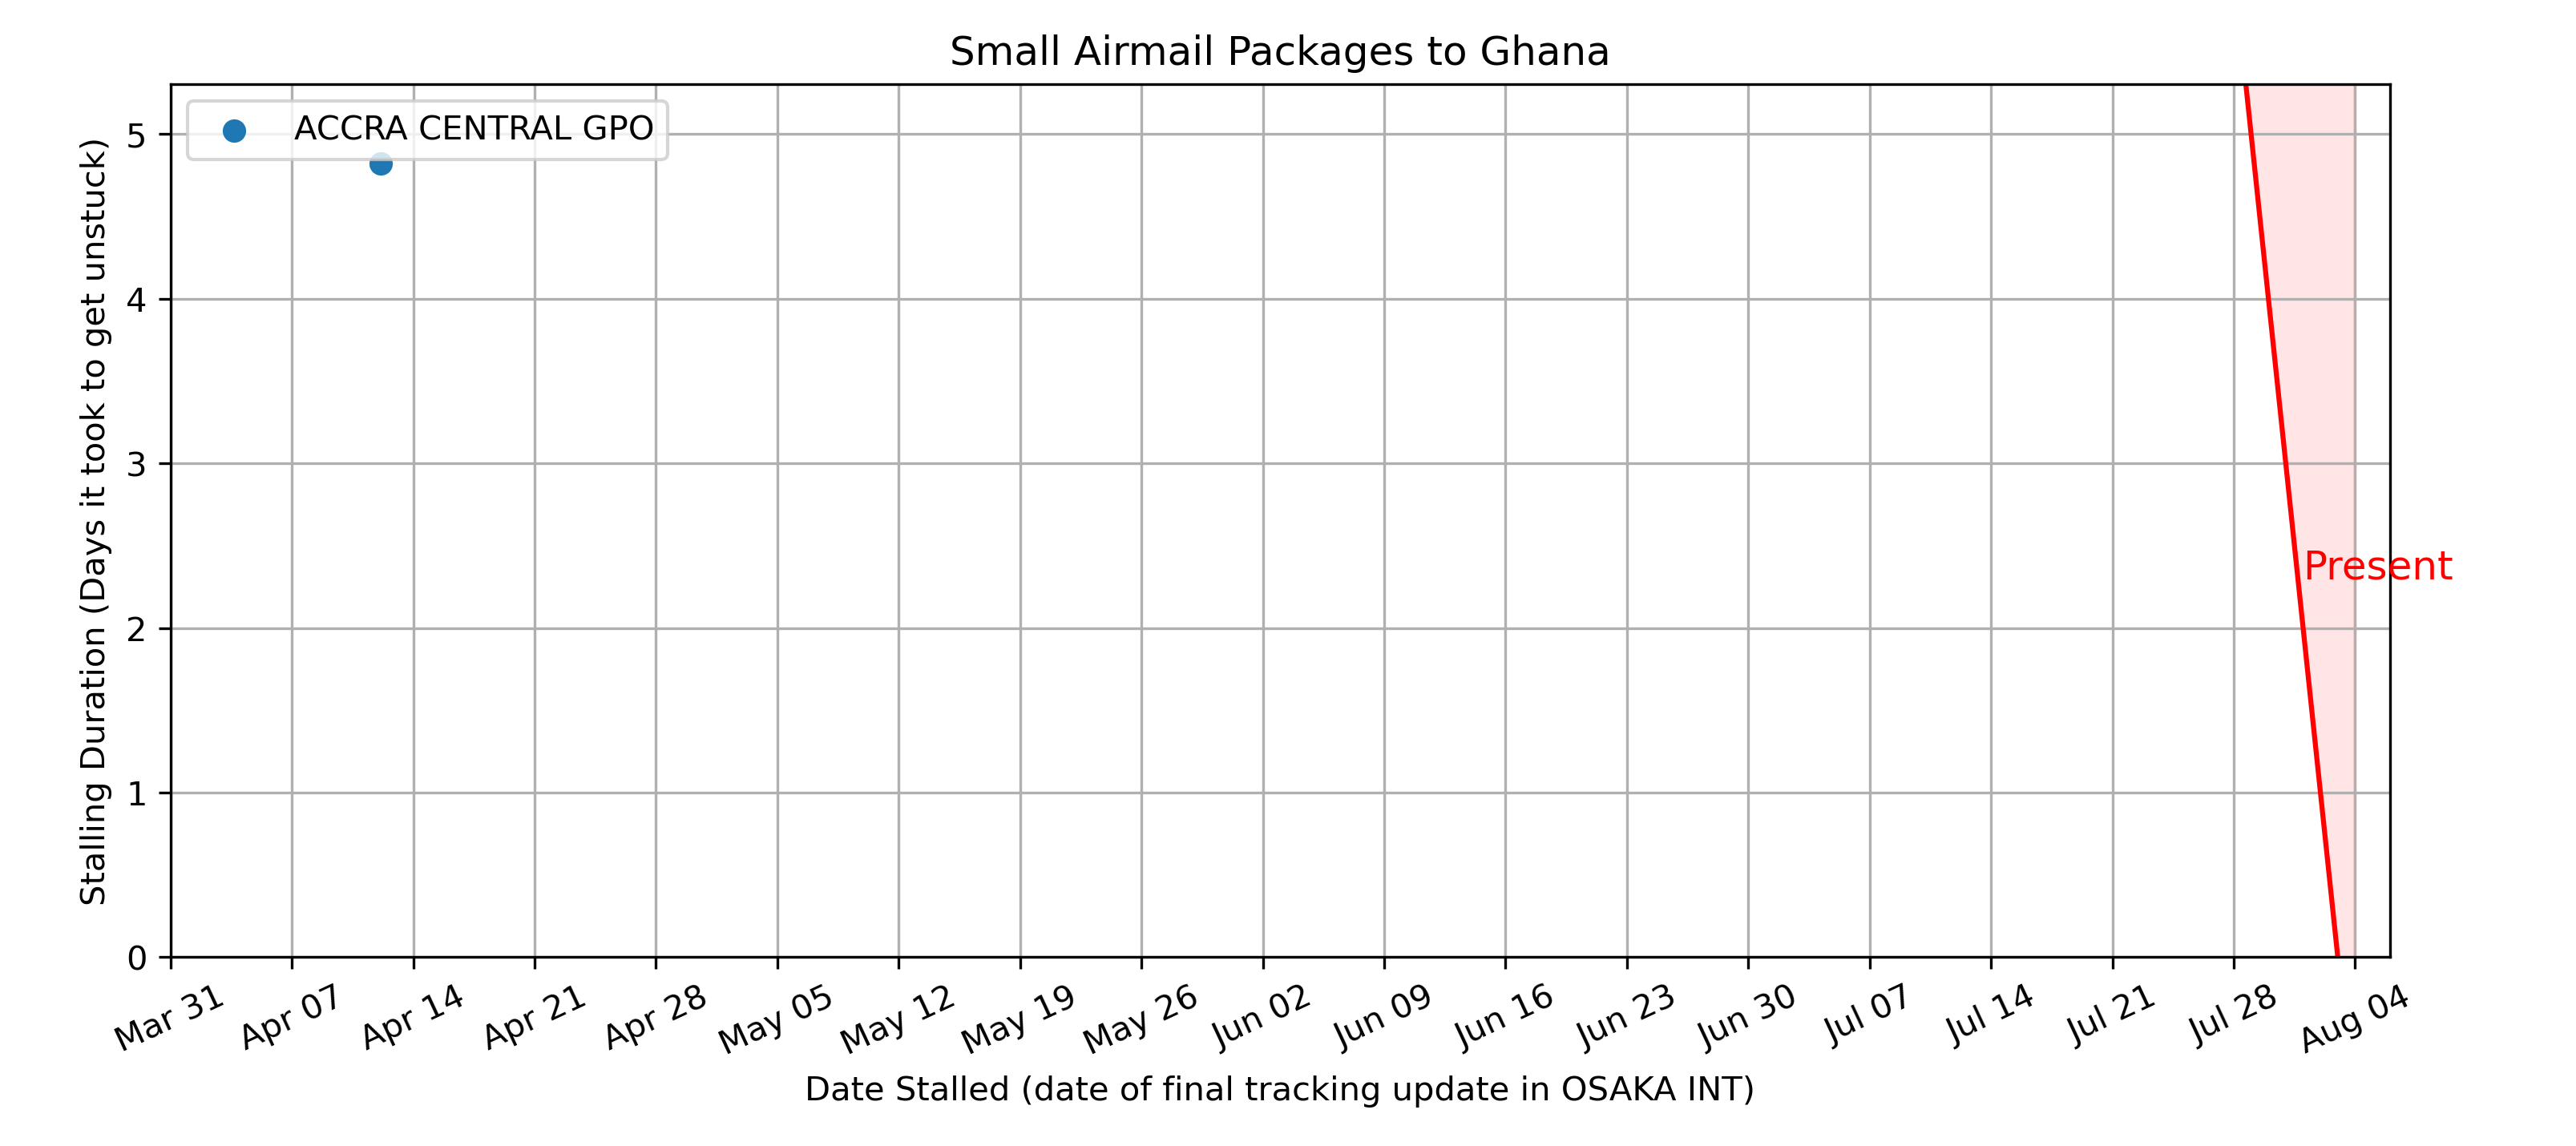 Small Airmail Packages to Ghana
ACCRA CENTRAL GPO
Stalling Duration (Days it took to get unstuck)
5
4
3
2
1
0
Present
Mar 31
Apr 07
Apr 14
Apr 21
Apr 28
May 05
May 12
May 19
May 26
Jun 02
Jun 09
Jun 16
Jun 23
Jun 30
Jul 07
Jul 14
Jul 21
Jul 28
Aug 04
Date Stalled (date of final tracking update in OSAKA INT)